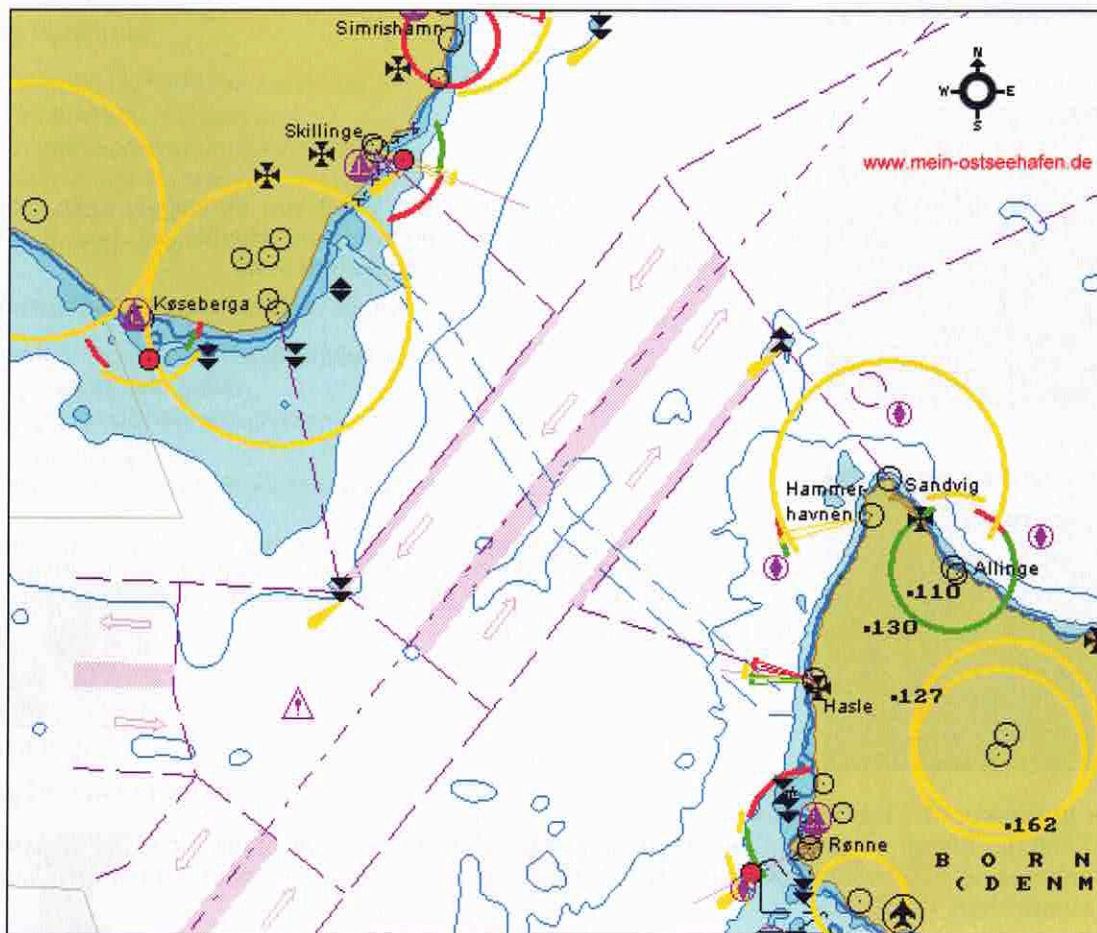 Simrishamn
N
W E
S
Skillinge
www.mein-ostseehafen.de
Køseberga
Hammer
havnen
Sandvig
Allinge
.110
.130
.127
Hasle
.162
Rønne
B O R N
( D E N M